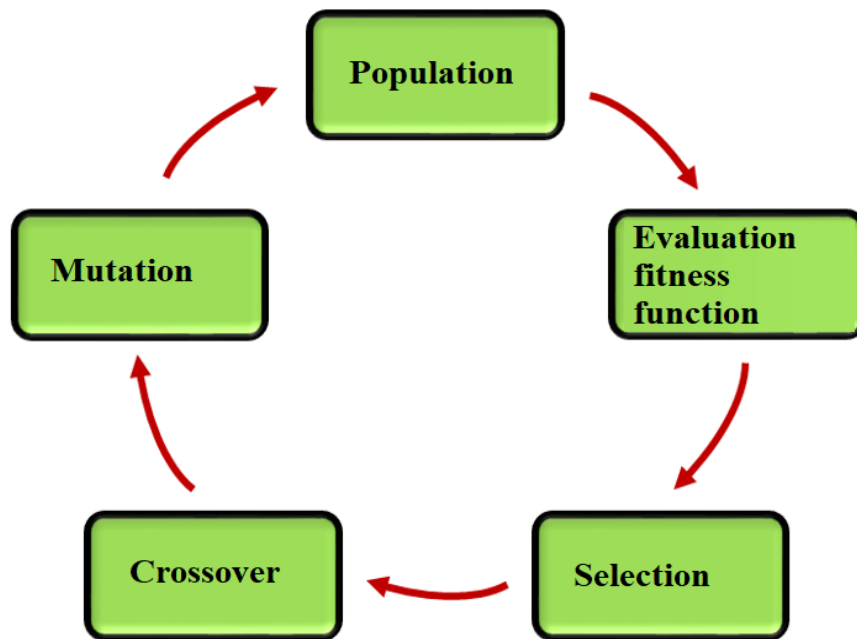 Population
Evaluation
fitness
function
Selection
Crossover
Mutation